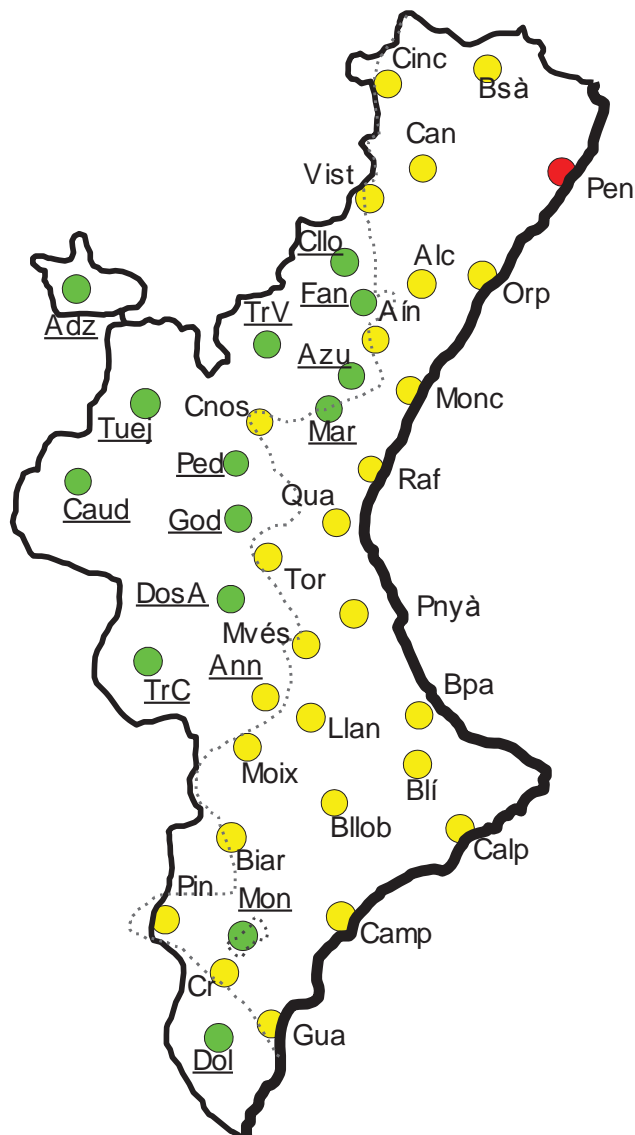 Cinc
Bsà
Can
Pen
Vist
Cllo
Alc
Orp
Fan
Adz
TrV
Aín
Azu
Monc
Cnos
Tuej
Mar
Ped
Raf
Qua
Caud
God
Tor
DosA
Pnyà
Mvés
Ann
TrC
Bpa
Llan
Moix
Blí
Bllob
Calp
Biar
Pin
Mon
Camp
Cr
Gua
Dol